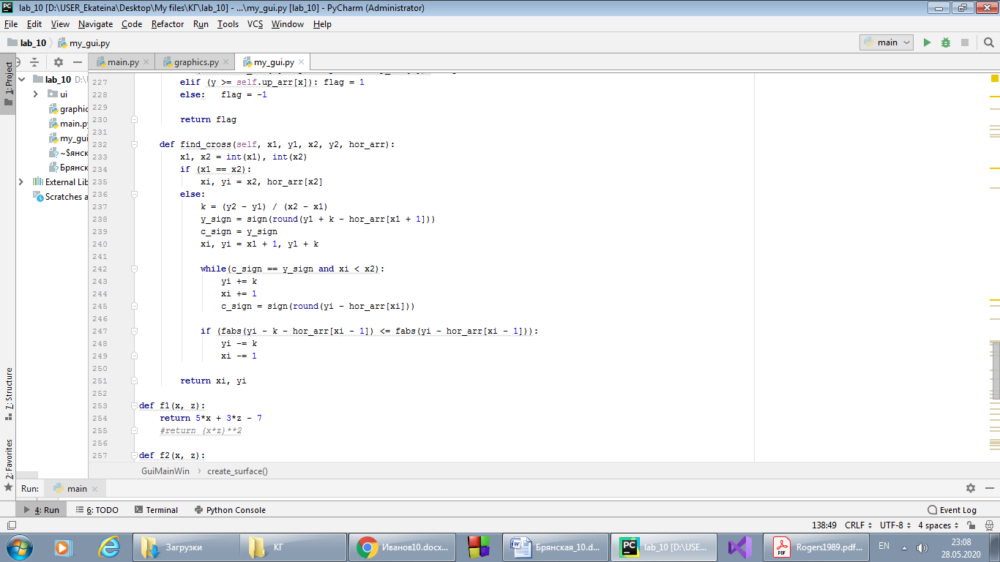 lab_10 [D:\USER_Ekateina\Desktop\My files\КГ\lab_10] - ...\my_gui.py [lab_10] - PyCharm (Administrator)
File Edit View Navigate Code Refactor Run Tools VCS Window Help
lab_10 my_gui.py main
main.py graphics.py my_gui.py
1: Project
lab_10 D:\
ui
graphic
main.py
my_gui
~$янск
Брянск
External Lib
Scratches a
7: Structure
2: Favorites
227 elif (y >= self.up_arr[x]): flag = 1
228 else: flag = -1
229
230 return flag
231
232 def find_cross(self, x1, y1, x2, y2, hor_arr):
233 x1, x2 = int(x1), int(x2)
234 if (x1 == x2):
235 xi, yi = x2, hor_arr[x2]
236 else:
237 k = (y2 - y1) / (x2 - x1)
238 y_sign = sign(round(y1 + k - hor_arr[x1 + 1]))
239 c_sign = y_sign
240 xi, yi = x1 + 1, y1 + k
241
242 while(c_sign == y_sign and xi < x2):
243 yi += k
244 xi += 1
245 c_sign = sign(round(yi - hor_arr[xi]))
246
247 if (fabs(yi - k - hor_arr[xi - 1]) <= fabs(yi - hor_arr[xi - 1])):
248 yi -= k
249 xi -= 1
250
251 return xi, yi
252
253 def f1(x, z):
254 return 5*x + 3*z - 7
255 #return (x*z)**2
256
257 def f2(x, z):
GuiMainWin create_surface()
Run: main
4: Run 6: TODO Terminal Python Console Event Log
138:49 CRLF UTF-8 4 spaces
Загрузки КГ Иванов10.docx... Брянская_10.d... lab_10 [D:\USE... Rogers1989.pdf... EN 23:08
28.05.2020